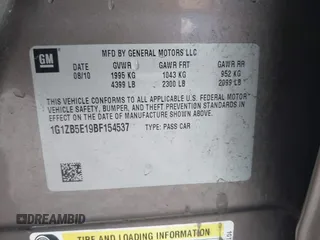 GM
MFD BY GENERAL MOTORS LLC
DATE GVWR GAWR FRT GAWR RR
08/10 1995 KG 1043 KG 952 KG
4399 LB 2300 LB 2099 LB
THIS VEHICLE CONFORMS TO ALL APPLICABLE U.S. FEDERAL MOTOR
VEHICLE SAFETY, BUMPER, AND THEFT PREVENTION STANDARDS IN
EFFECT ON THE DATE OF MANUFACTURE SHOWN ABOVE.
1G1ZB5E19BF154537 TYPE: PASS CAR
TIRE AND LOADING INFORMATION
DREAMBID